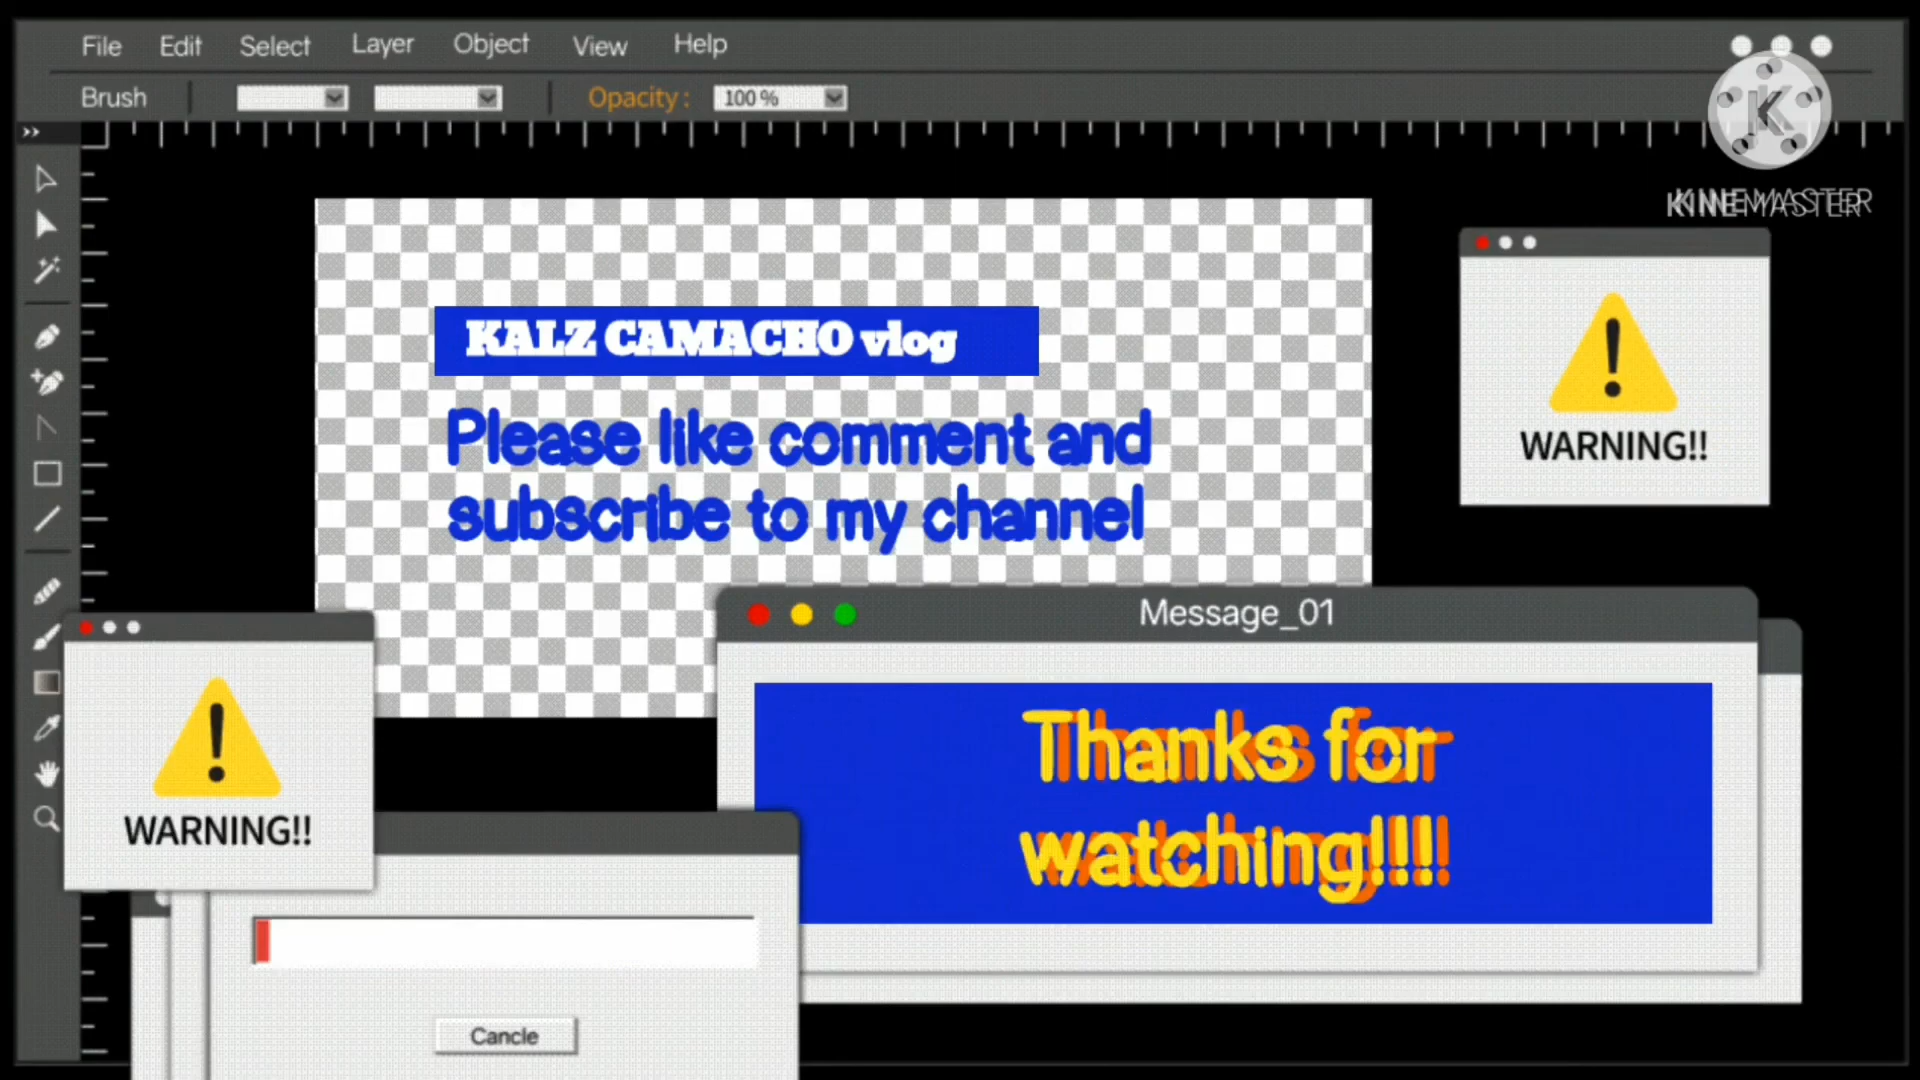 File Edit Select Layer Object View Help
Brush Opacity : 100 %
KINEMASTER
KALZ CAMACHO vlog
Please like comment and
subscribe to my channel
WARNING!!
Message_01
Thanks for
watching!!!!
WARNING!!
Cancle